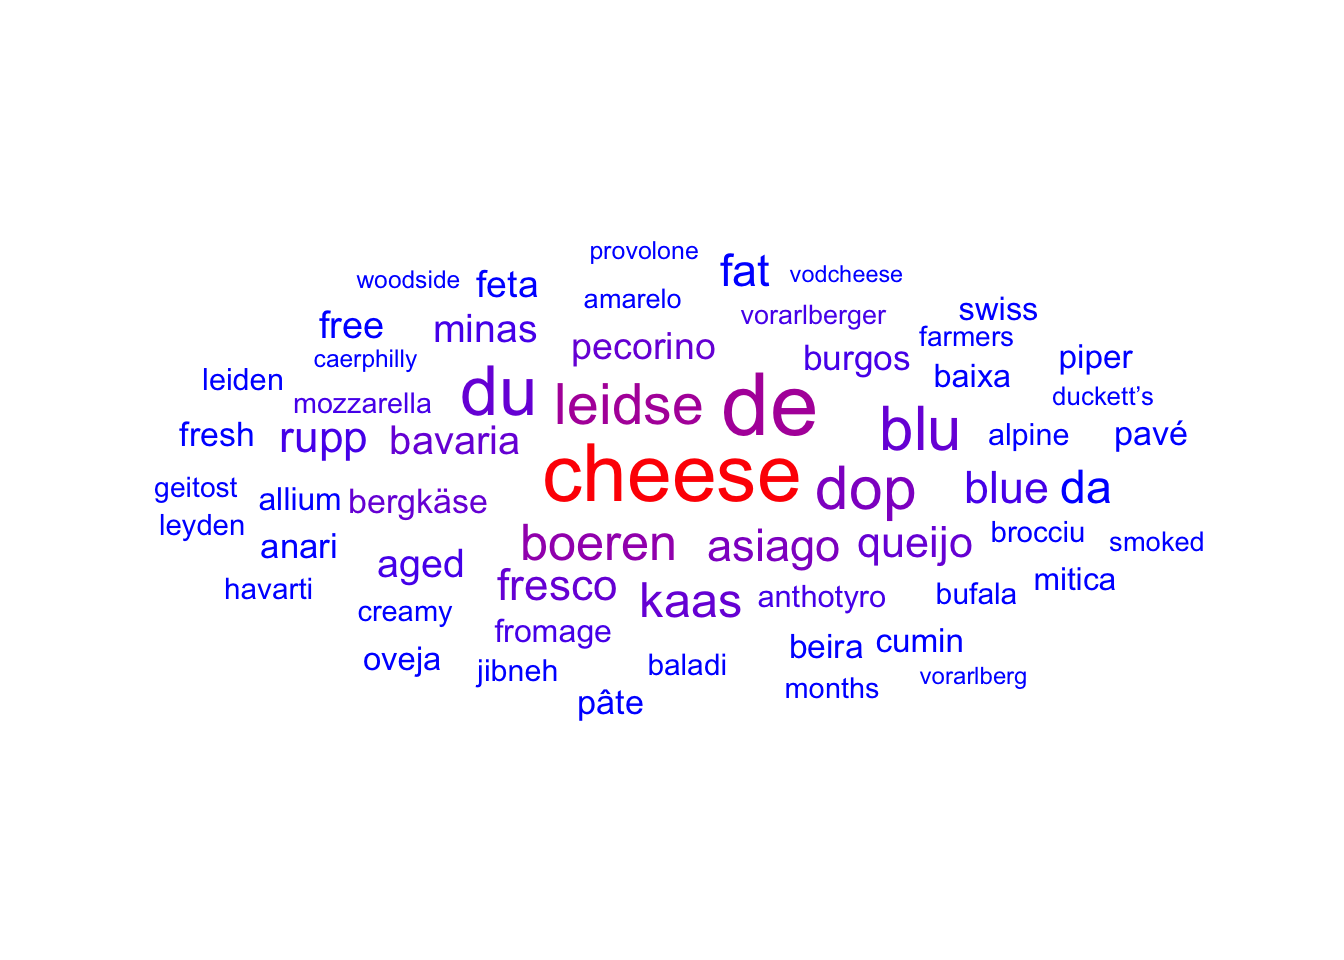 provolone
woodside feta fat vodcheese
amarelo
free minas vorarlberger swiss
farmers
caerphilly pecorino burgos piper
leiden baixa
mozzarella du leidse de duckett’s
fresh rupp bavaria blu alpine pavé
cheese
geitost allium bergkäse dop blue da
leyden
anari boeren asiago queijo brocciu smoked
aged
havarti fresco kaas anthotyro bufala mitica
creamy
fromage
oveja beira cumin
jibneh baladi vorarlberg
pâte months